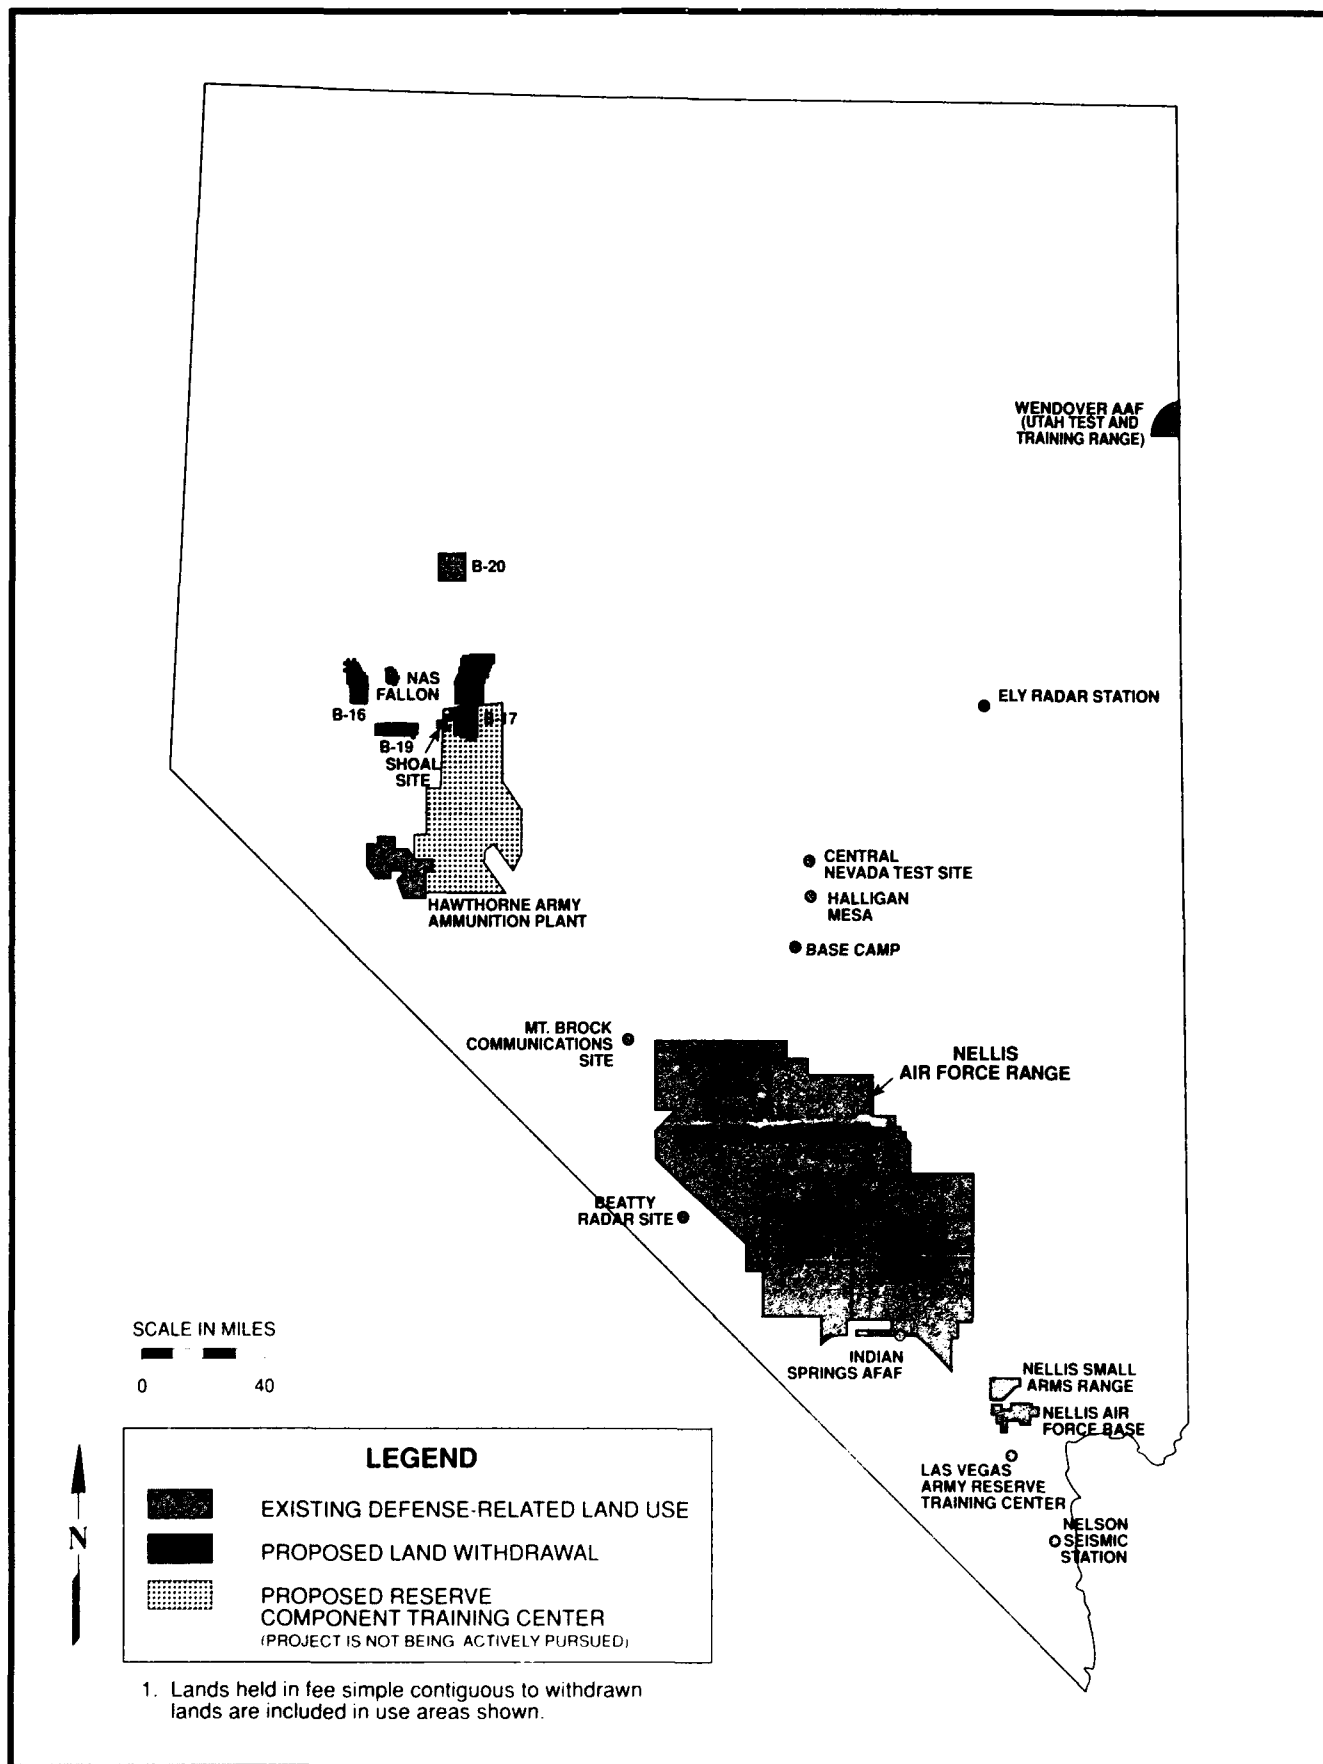 WENDOVER AAF
(UTAH TEST AND
TRAINING RANGE)
B-20
NAS
FALLON
B-16
B-17
B-19
SHOAL
SITE
ELY RADAR STATION
CENTRAL
NEVADA TEST SITE
HALLIGAN
MESA
BASE CAMP
HAWTHORNE ARMY
AMMUNITION PLANT
MT. BROCK
COMMUNICATIONS
SITE
NELLIS
AIR FORCE RANGE
BEATTY
RADAR SITE
INDIAN
SPRINGS AFAF
NELLIS SMALL
ARMS RANGE
NELLIS AIR
FORCE BASE
LAS VEGAS
ARMY RESERVE
TRAINING CENTER
NELSON
SEISMIC
STATION
SCALE IN MILES
0 40
N
LEGEND
EXISTING DEFENSE-RELATED LAND USE
PROPOSED LAND WITHDRAWAL
PROPOSED RESERVE
COMPONENT TRAINING CENTER
(PROJECT IS NOT BEING ACTIVELY PURSUED)
1. Lands held in fee simple contiguous to withdrawn
lands are included in use areas shown.